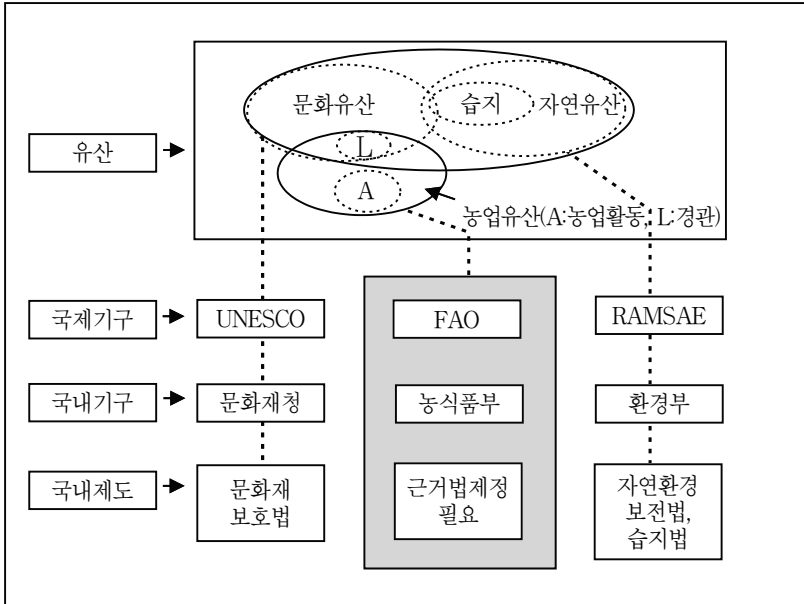 문화유산
습지
자연유산
유산
L
A
농업유산(A:농업활동, L:경관)
국제기구
UNESCO
FAO
RAMSAE
국내기구
문화재청
농식품부
환경부
국내제도
문화재
보호법
근거법제정
필요
자연환경
보전법,
습지법